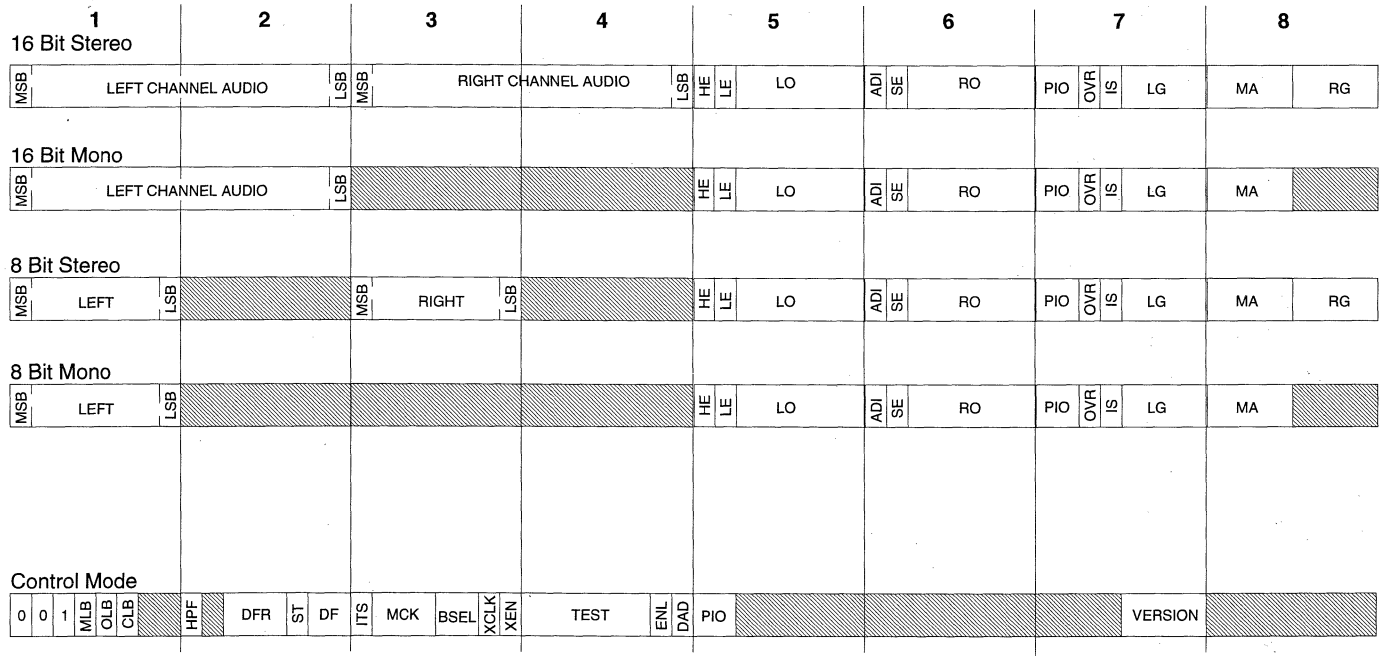 1 2 3 4 5 6 7 8
16 Bit Stereo
MSB LEFT CHANNEL AUDIO LSB MSB RIGHT CHANNEL AUDIO LSB HE LE LO ADI SE RO PIO OVR IS LG MA RG
16 Bit Mono
MSB LEFT CHANNEL AUDIO LSB HE LE LO ADI SE RO PIO OVR IS LG MA
8 Bit Stereo
MSB LEFT LSB MSB RIGHT LSB HE LE LO ADI SE RO PIO OVR IS LG MA RG
8 Bit Mono
MSB LEFT LSB HE LE LO ADI SE RO PIO OVR IS LG MA
Control Mode
0 0 1 MLB OLB CLB HPF DFR ST DF ITS MCK BSEL XCLK XEN TEST ENL DAD PIO VERSION